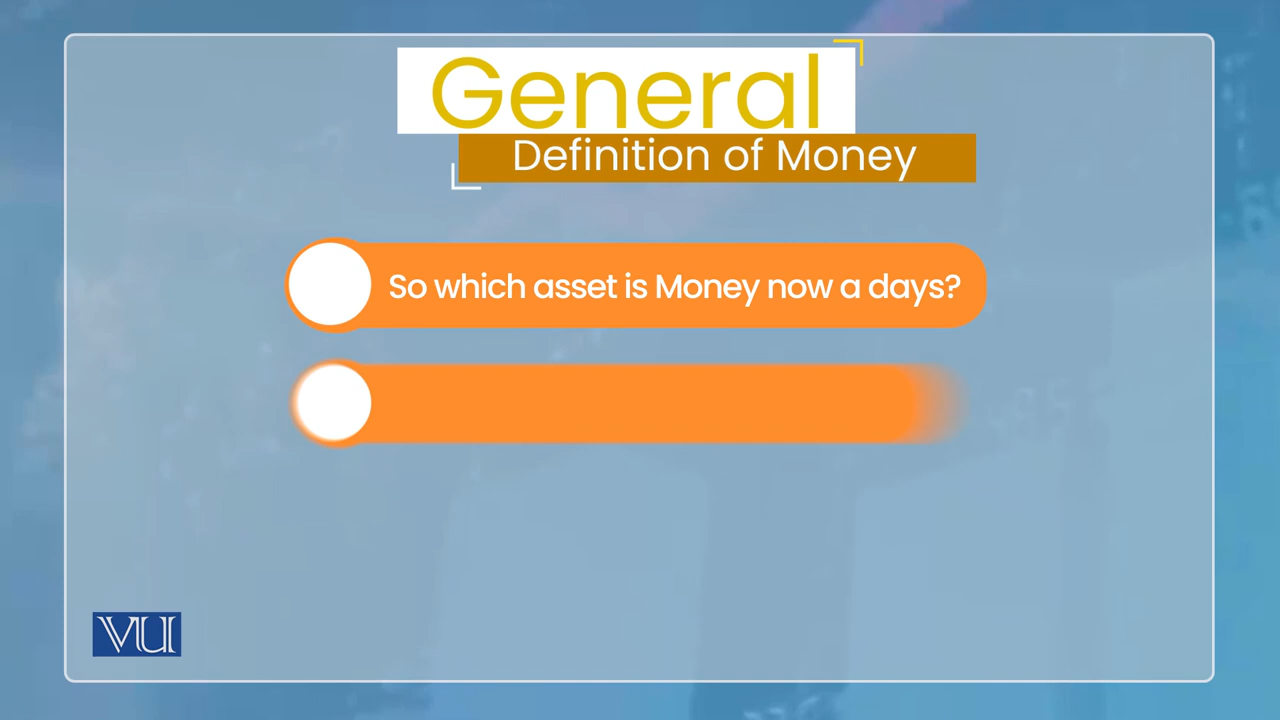 General
Definition of Money
So which asset is Money now a days?
VU